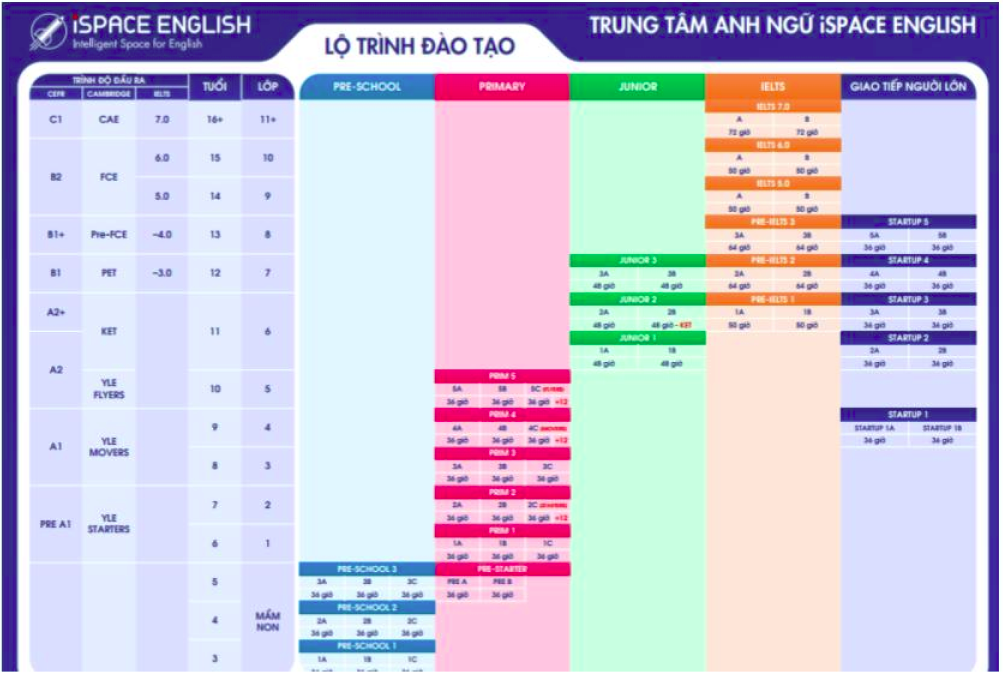 iSPACE ENGLISH
Intelligent Space for English
LỘ TRÌNH ĐÀO TẠO
TRUNG TÂM ANH NGỮ iSPACE ENGLISH
TRÌNH ĐỘ ĐẦU RA TUỔI LỚP PRE-SCHOOL PRIMARY JUNIOR IELTS GIAO TIẾP NGƯỜI LỚN
CEFR CAMBRIDGE IELTS
IELTS 7.0
C1 CAE 7.0 16+ 11+ A B
72 giờ 72 giờ
IELTS 6.0
6.0 15 10 A B
50 giờ 50 giờ
B2 FCE
IELTS 5.0
5.0 14 9 A B
50 giờ 50 giờ
PRE-IELTS 3 STARTUP 5
B1+ Pre-FCE ~4.0 13 8 3A 3B 5A 5B
64 giờ 64 giờ 36 giờ 36 giờ
JUNIOR 3 PRE-IELTS 2 STARTUP 4
B1 PET ~3.0 12 7 3A 3B 2A 2B 4A 4B
48 giờ 48 giờ 64 giờ 64 giờ 36 giờ 36 giờ
JUNIOR 2 PRE-IELTS 1 STARTUP 3
A2+ 2A 2B 1A 1B 3A 3B
KET 11 6 48 giờ 48 giờ - KET 50 giờ 50 giờ 36 giờ 36 giờ
JUNIOR 1 STARTUP 2
1A 1B 2A 2B
48 giờ 48 giờ 36 giờ 36 giờ
A2
PRIM 5
YLE FLYERS 10 5 5A 5B 5C (FLYERS)
36 giờ 36 giờ 36 giờ +12
PRIM 4 STARTUP 1
9 4 4A 4B 4C (MOVERS) STARTUP 1A STARTUP 1B
36 giờ 36 giờ 36 giờ +12 36 giờ 36 giờ
A1 YLE MOVERS
PRIM 3
8 3 3A 3B 3C
36 giờ 36 giờ 36 giờ
PRIM 2
7 2 2A 2B 2C (STARTERS)
36 giờ 36 giờ 36 giờ +12
PRE A1 YLE STARTERS
PRIM 1
6 1 1A 1B 1C
36 giờ 36 giờ 36 giờ
PRE-SCHOOL 3 PRE-STARTER
5 3A 3B 3C PRE A PRE B
36 giờ 36 giờ 36 giờ 36 giờ 36 giờ
PRE-SCHOOL 2
4 MẦM NON 2A 2B 2C
36 giờ 36 giờ 36 giờ
PRE-SCHOOL 1
3 1A 1B 1C